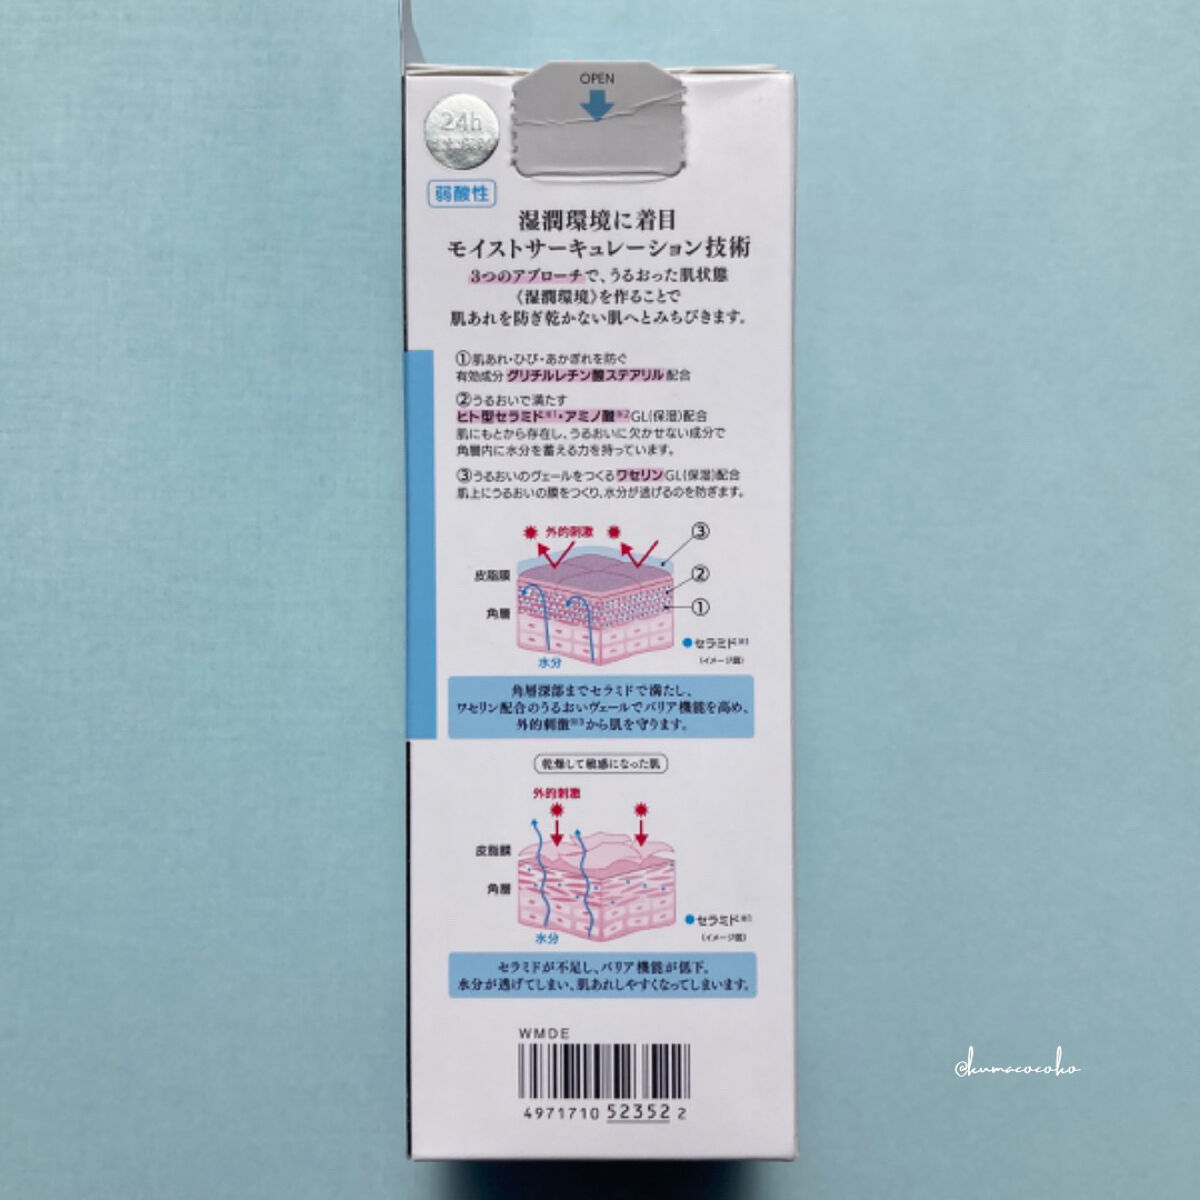 OPEN
24h
弱酸性
湿潤環境に着目
モイストサーキュレーション技術
3つのアプローチで、うるおった肌状態
《湿潤環境》を作ることで
肌あれを防ぎ乾かない肌へとみちびきます。
①肌あれ・ひび・あかぎれを防ぐ
有効成分 グリチルレチン酸ステアリル配合
②うるおいで満たす
ヒト型セラミド※1・アミノ酸※2GL(保湿)配合
肌にもとから存在し、うるおいに欠かせない成分で
角層内に水分を蓄える力を持っています。
③うるおいのヴェールをつくるワセリンGL(保湿)配合
肌上にうるおいの膜をつくり、水分が逃げるのを防ぎます。
外的刺激
③
皮脂膜
②
角層
①
セラミド※1
(イメージ図)
水分
角層深部までセラミドで満たし、
ワセリン配合のうるおいヴェールでバリア機能を高め、
外的刺激※3から肌を守ります。
乾燥して敏感になった肌
外的刺激
皮脂膜
角層
セラミド※1
(イメージ図)
水分
セラミドが不足し、バリア機能が低下。
水分が逃げてしまい、肌あれしやすくなってしまいます。
WMDE
4971710 52352 2
@kumacocoko